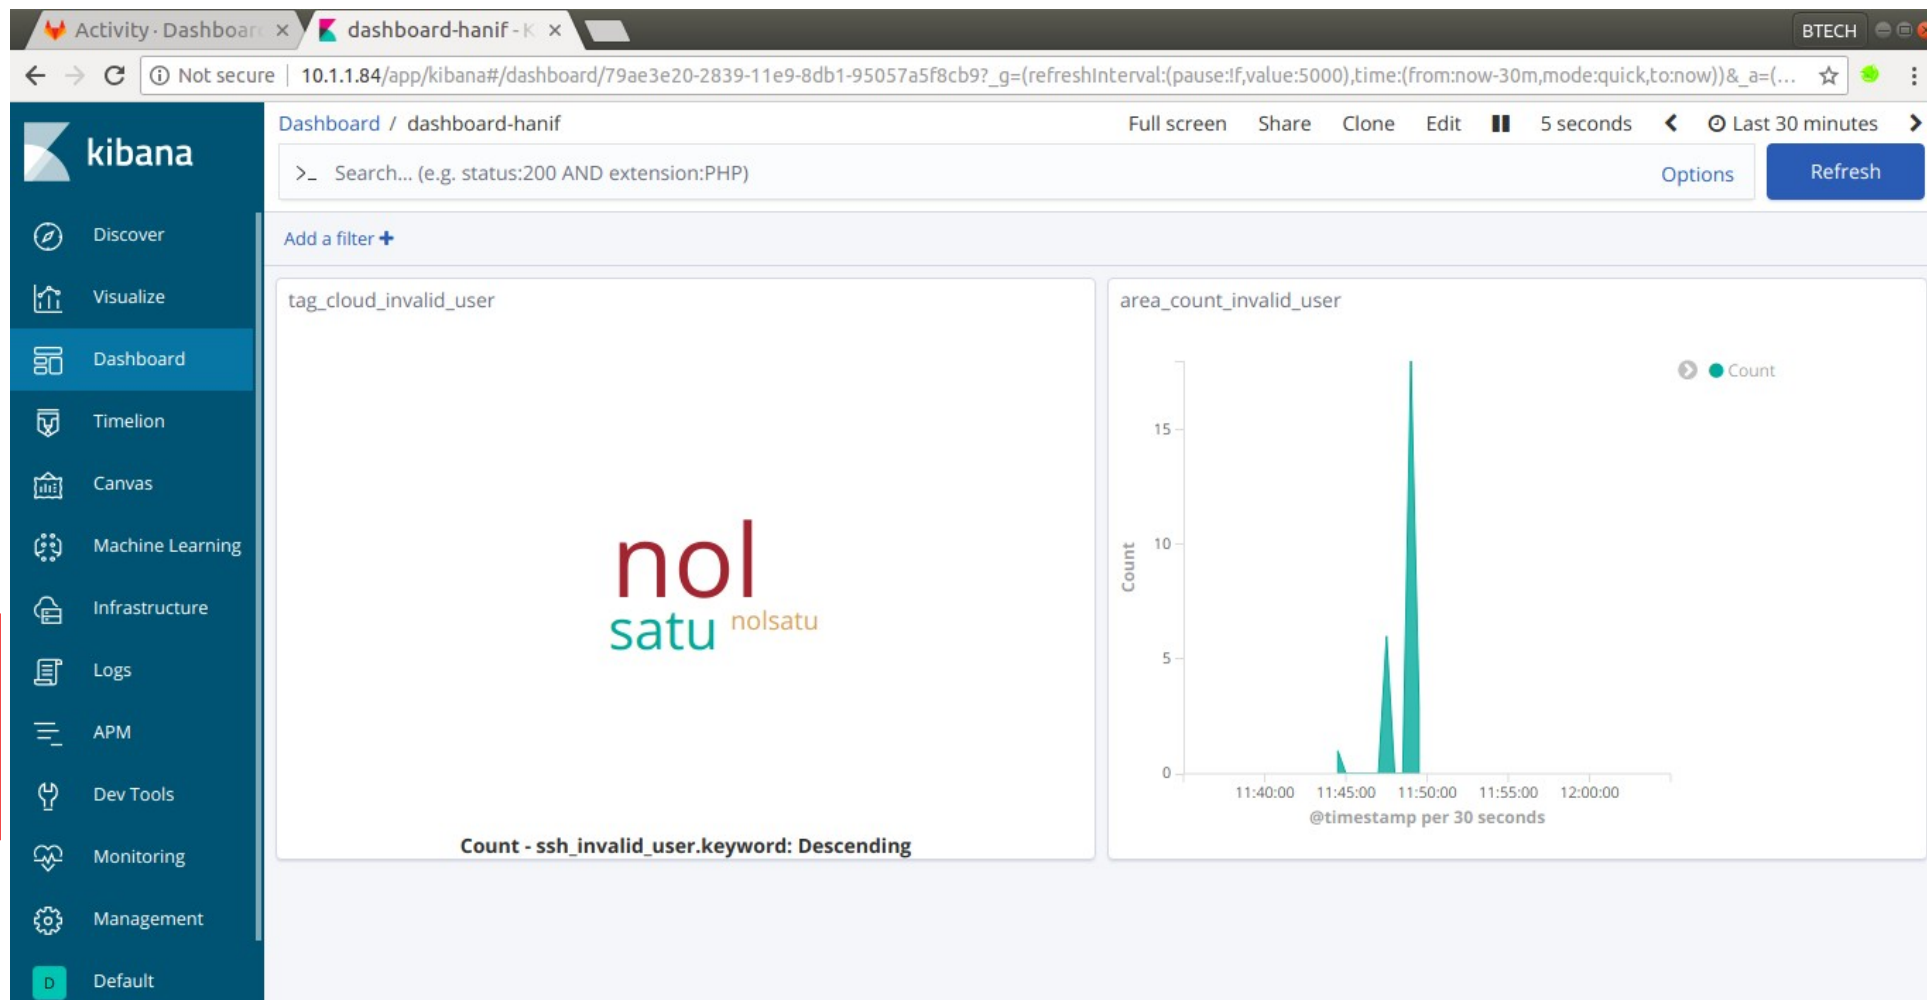 Activity · Dashboar
dashboard-hanif - K
BTECH
Not secure
10.1.1.84/app/kibana#/dashboard/79ae3e20-2839-11e9-8db1-95057a5f8cb9?_g=(refreshInterval:(pause:!f,value:5000),time:(from:now-30m,mode:quick,to:now))&_a=(...
kibana
Discover
Visualize
Dashboard
Timelion
Canvas
Machine Learning
Infrastructure
Logs
APM
Dev Tools
Monitoring
Management
D Default
Dashboard / dashboard-hanif
Full screen Share Clone Edit 5 seconds Last 30 minutes
>_ Search... (e.g. status:200 AND extension:PHP)
Options
Refresh
Add a filter +
tag_cloud_invalid_user
nol
satu
nolsatu
Count - ssh_invalid_user.keyword: Descending
area_count_invalid_user
Count
15
10
5
0
Count
11:40:00 11:45:00 11:50:00 11:55:00 12:00:00
@timestamp per 30 seconds